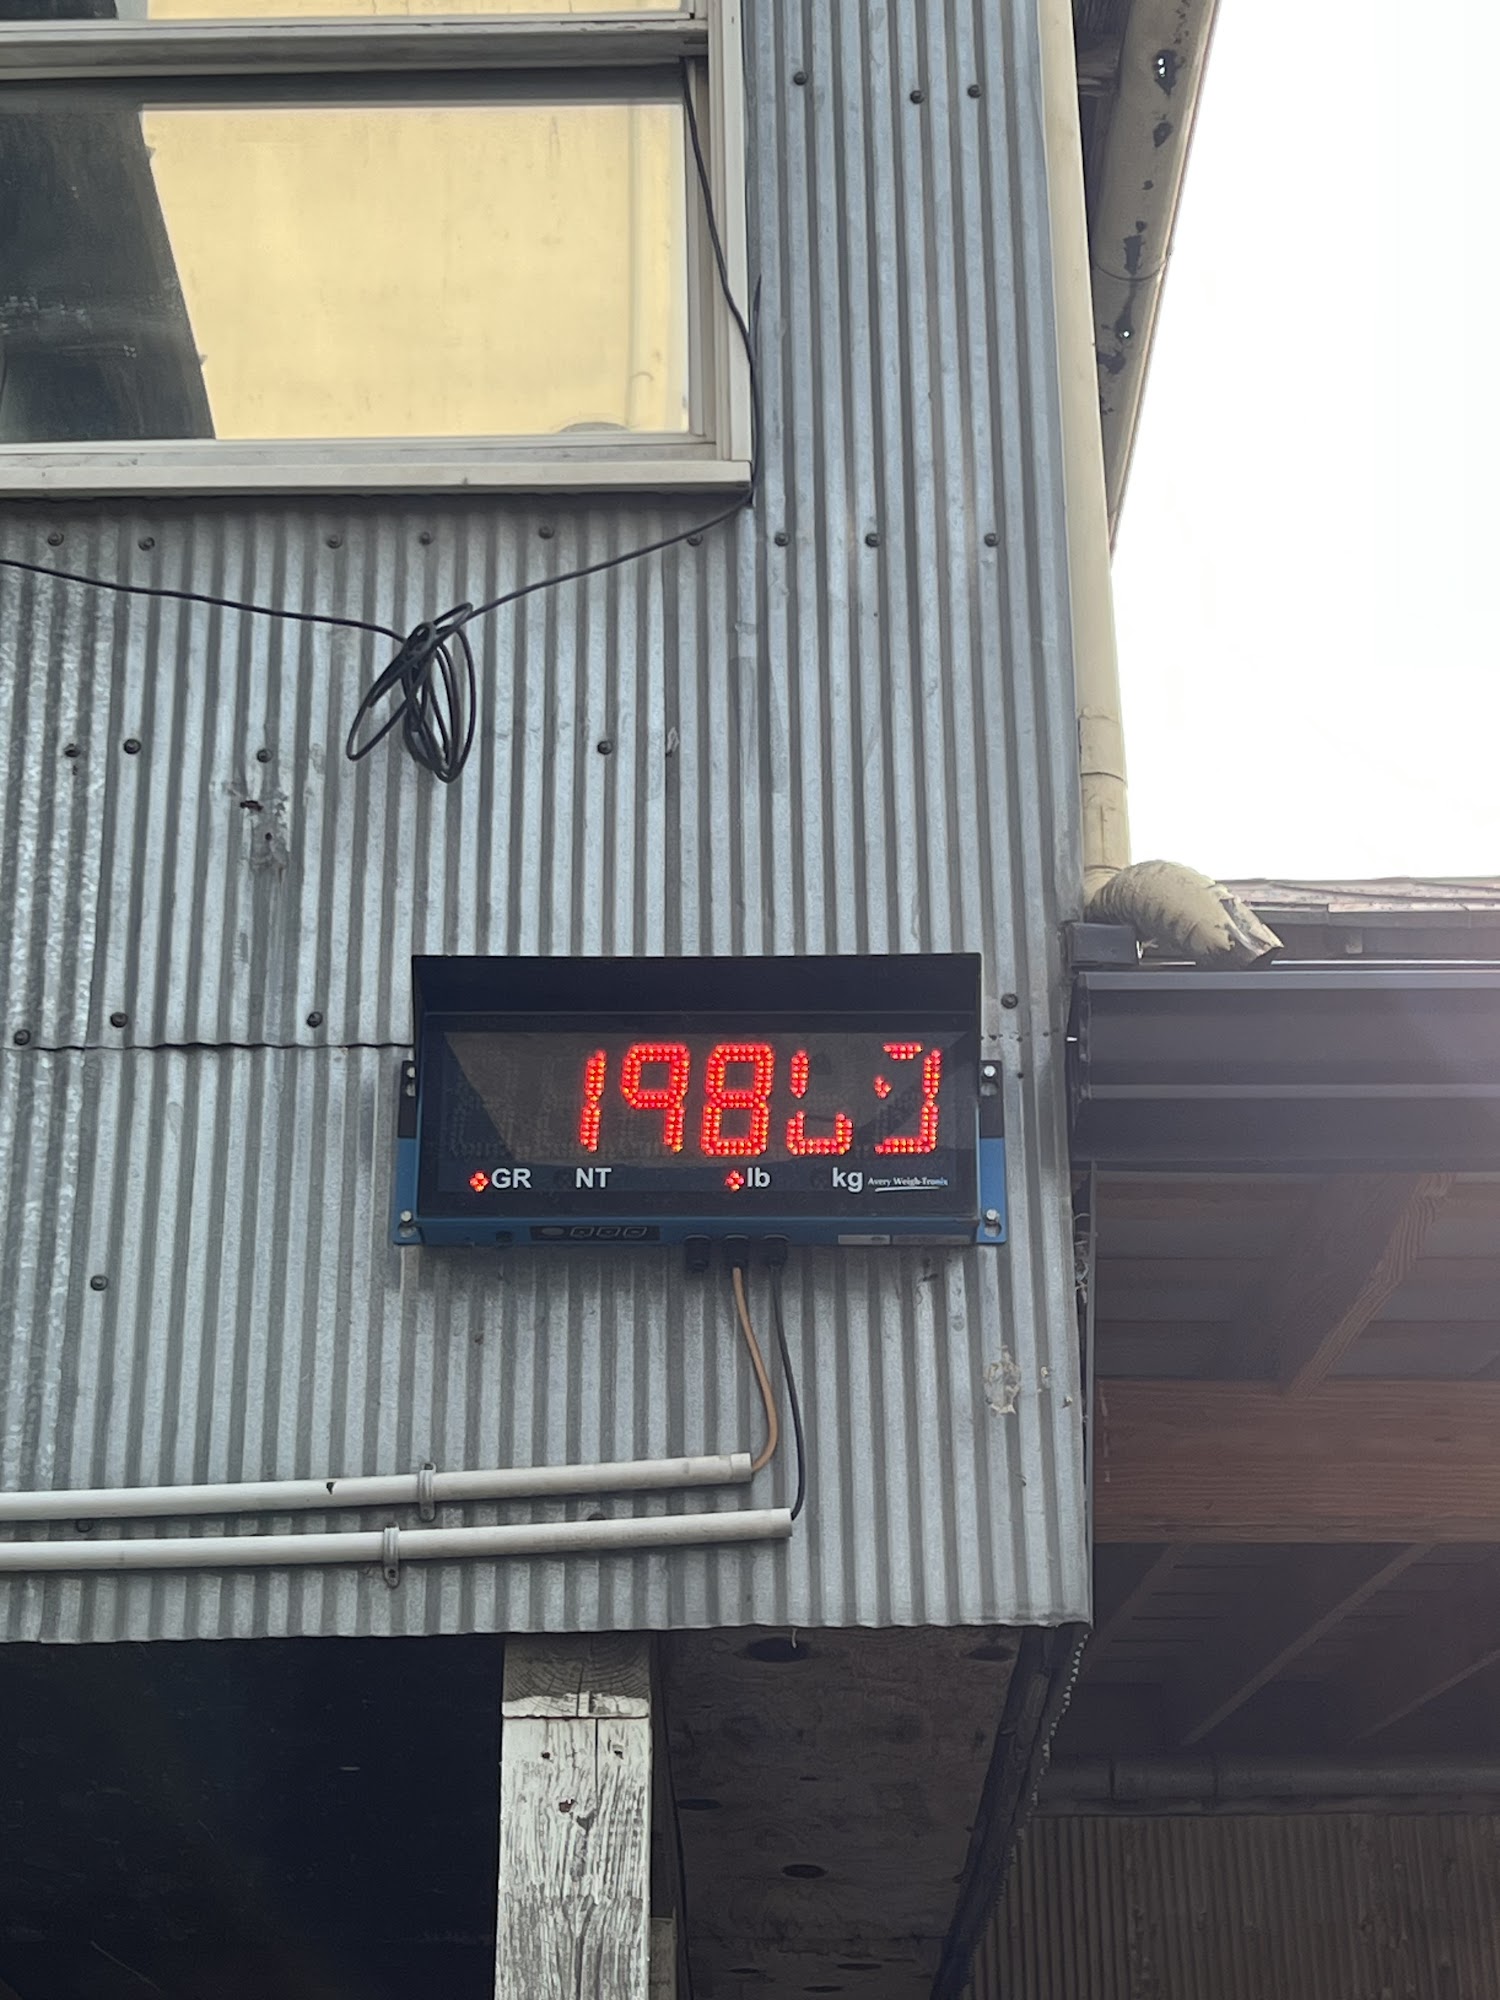 198
GR NT lb kg Avery Weigh-Tronix